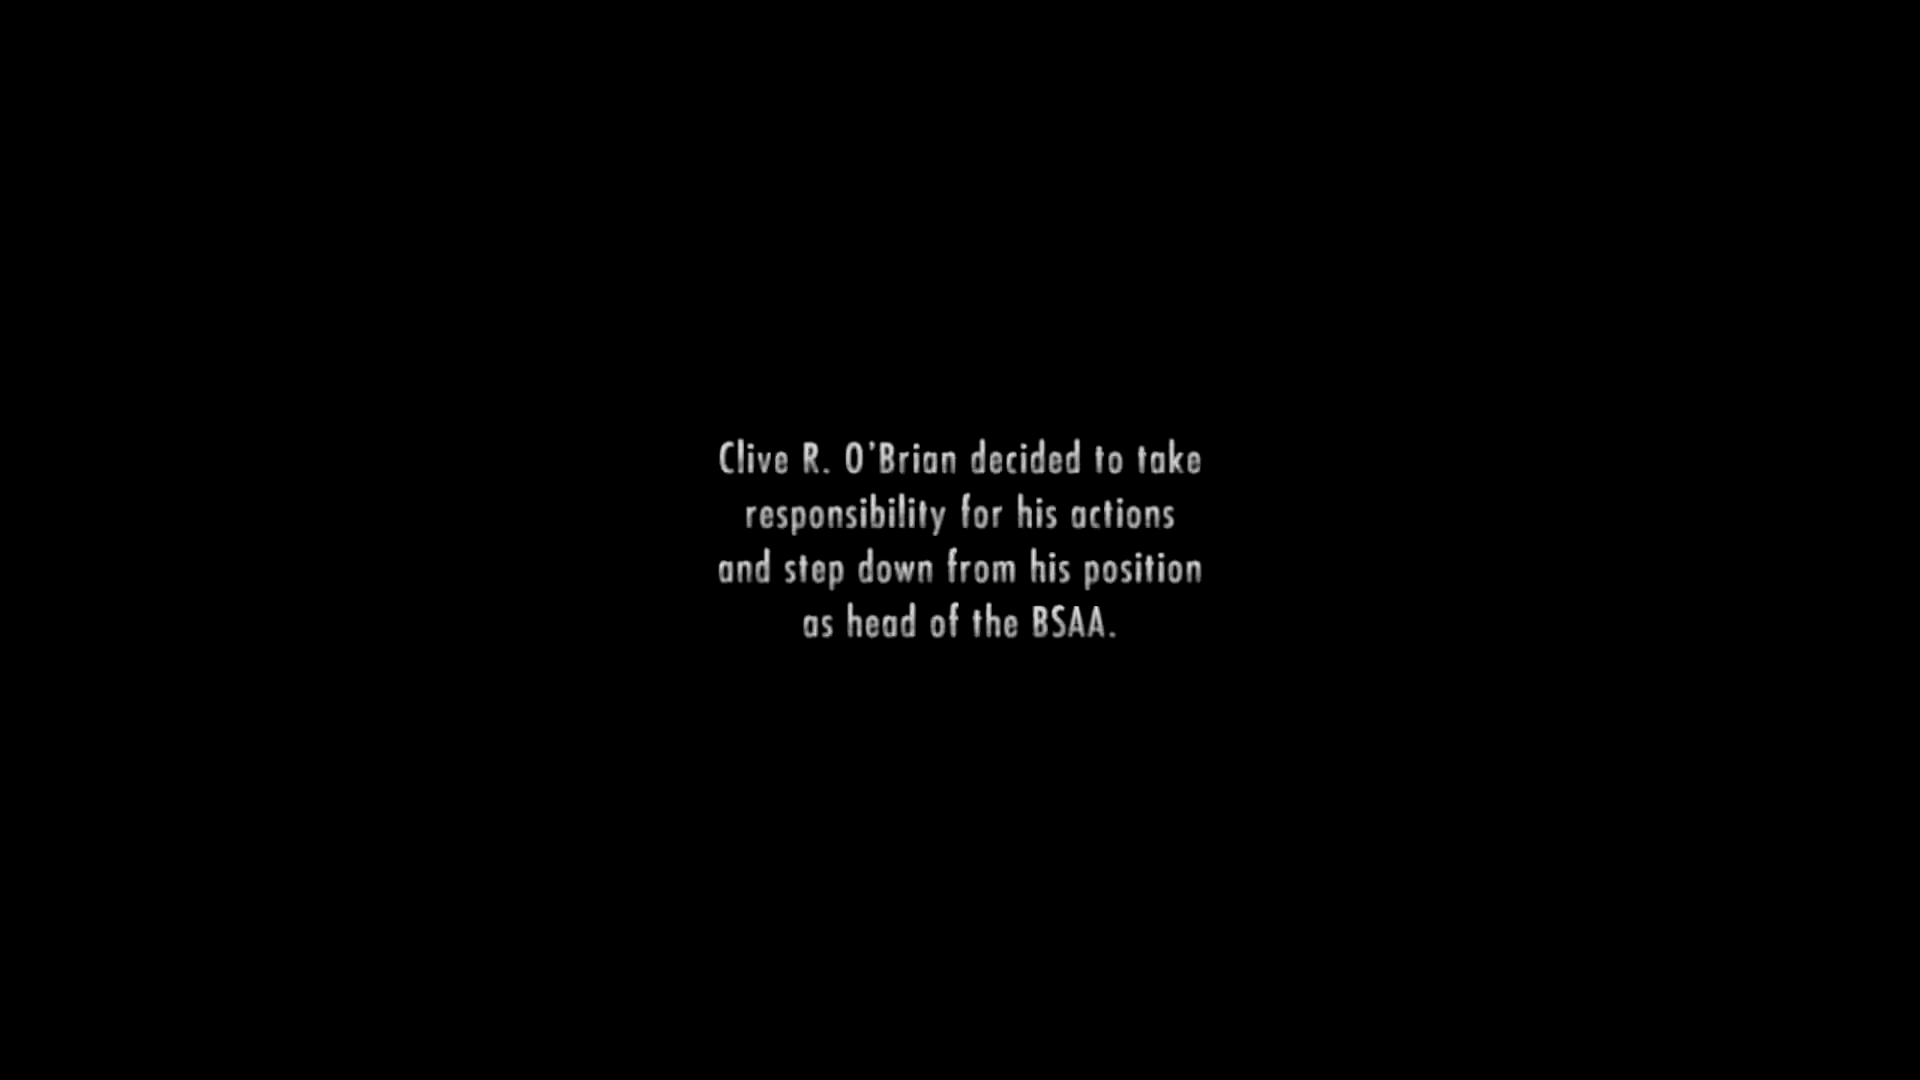 Clive R. O'Brian decided to take
responsibility for his actions
and step down from his position
as head of the BSAA.